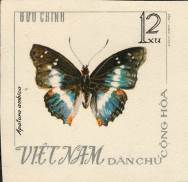 BƯU CHÍNH
12
XU
Apatura ambica
CỘNG HÒA
VIỆT NAM DÂN CHỦ